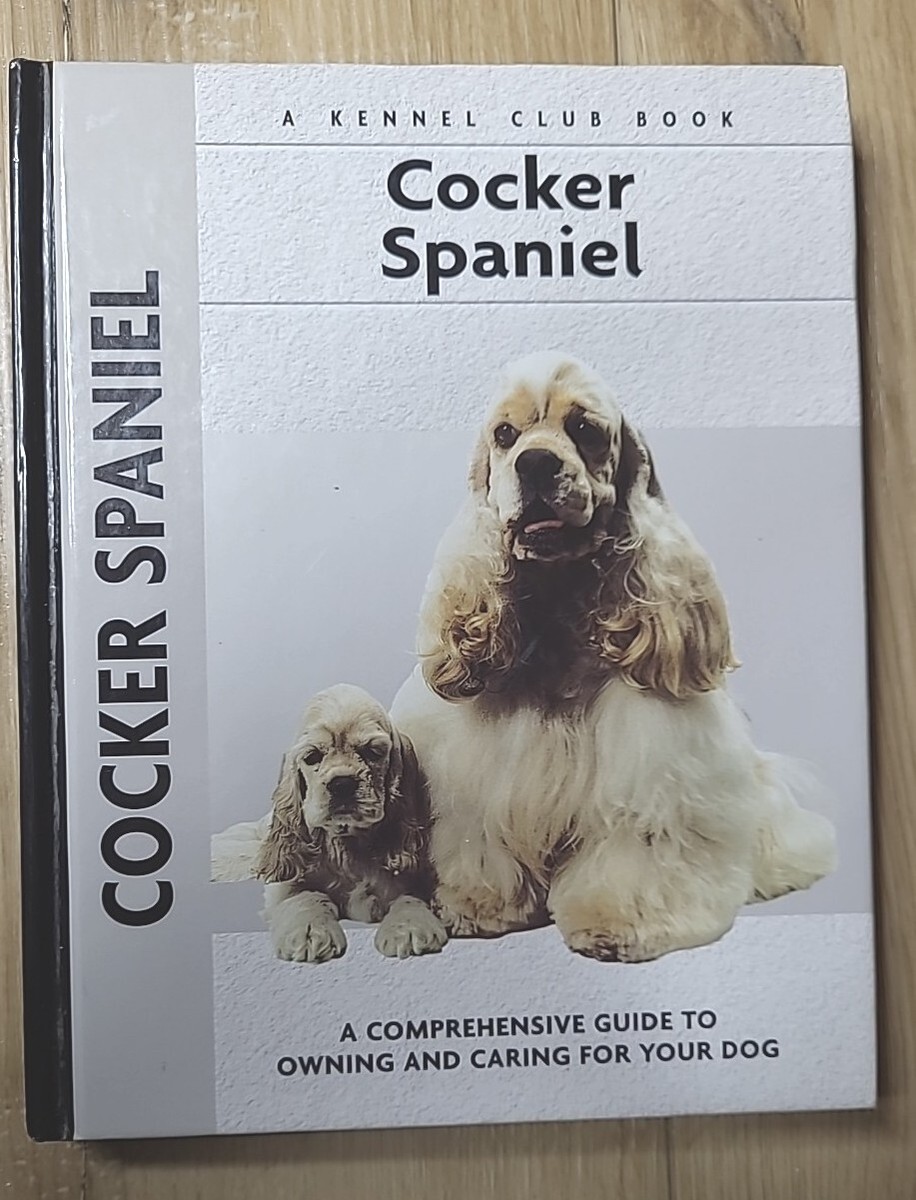 A KENNEL CLUB BOOK
Cocker
Spaniel
COCKER SPANIEL
A COMPREHENSIVE GUIDE TO
OWNING AND CARING FOR YOUR DOG